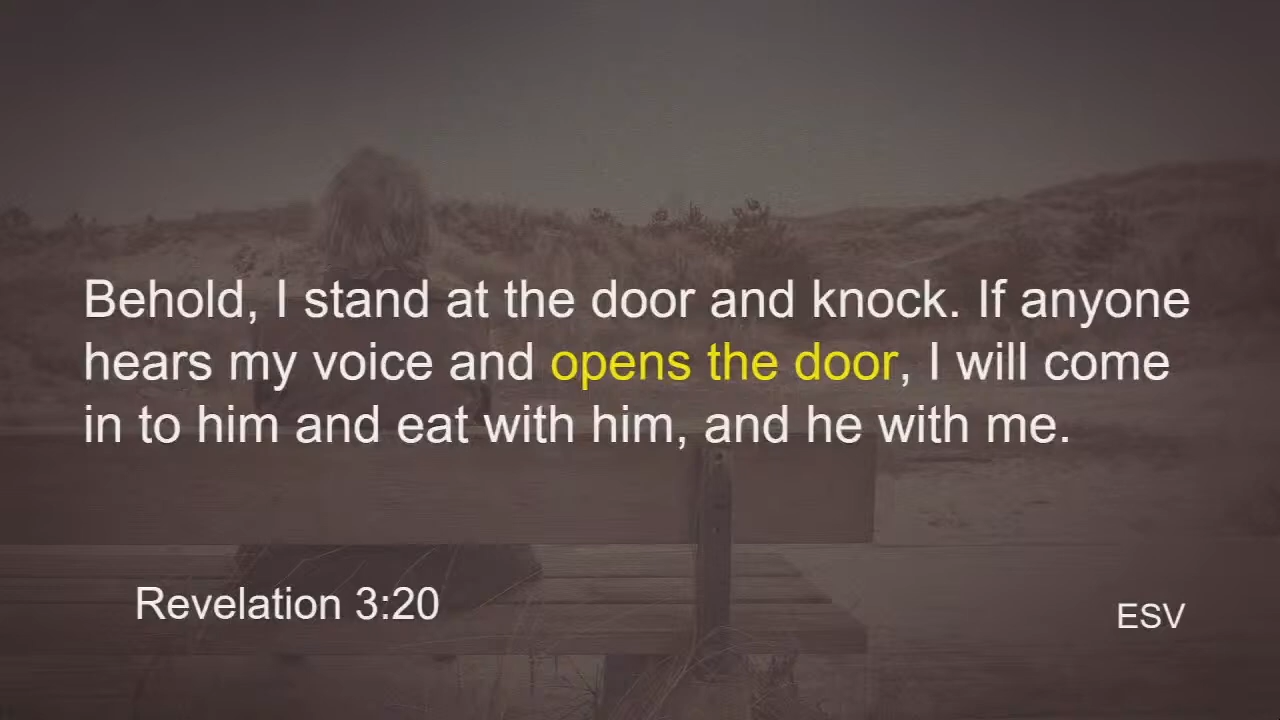 Behold, I stand at the door and knock. If anyone
hears my voice and opens the door, I will come
in to him and eat with him, and he with me.
Revelation 3:20
ESV